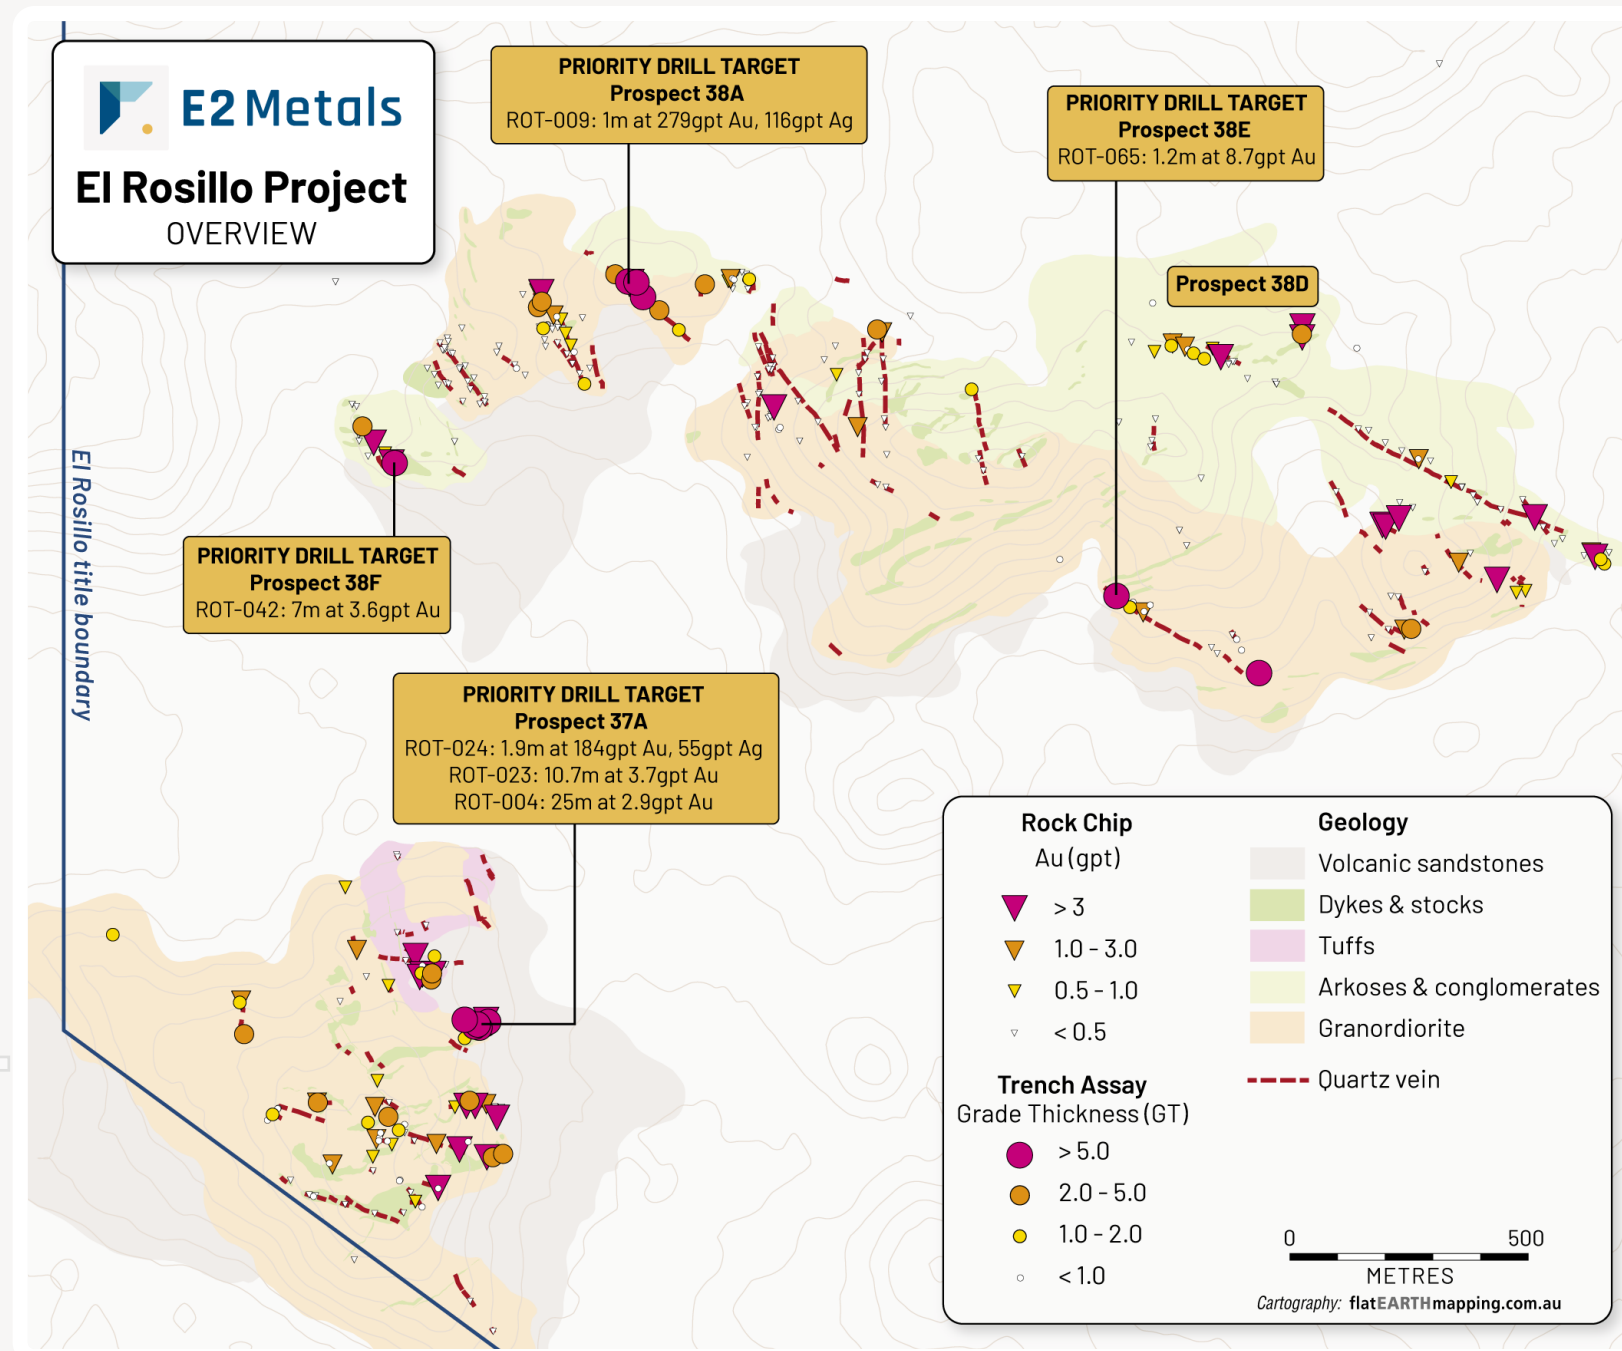 E2 Metals
El Rosillo Project
OVERVIEW
PRIORITY DRILL TARGET
Prospect 38A
ROT-009: 1m at 279gpt Au, 116gpt Ag
PRIORITY DRILL TARGET
Prospect 38E
ROT-065: 1.2m at 8.7gpt Au
Prospect 38D
El Rosillo title boundary
PRIORITY DRILL TARGET
Prospect 38F
ROT-042: 7m at 3.6gpt Au
PRIORITY DRILL TARGET
Prospect 37A
ROT-024: 1.9m at 184gpt Au, 55gpt Ag
ROT-023: 10.7m at 3.7gpt Au
ROT-004: 25m at 2.9gpt Au
Rock Chip
Au (gpt)
> 3
1.0 - 3.0
0.5 - 1.0
< 0.5
Trench Assay
Grade Thickness (GT)
> 5.0
2.0 - 5.0
1.0 - 2.0
< 1.0
Geology
Volcanic sandstones
Dykes & stocks
Tuffs
Arkoses & conglomerates
Granordiorite
Quartz vein
0 500
METRES
Cartography: flatEARTHmapping.com.au